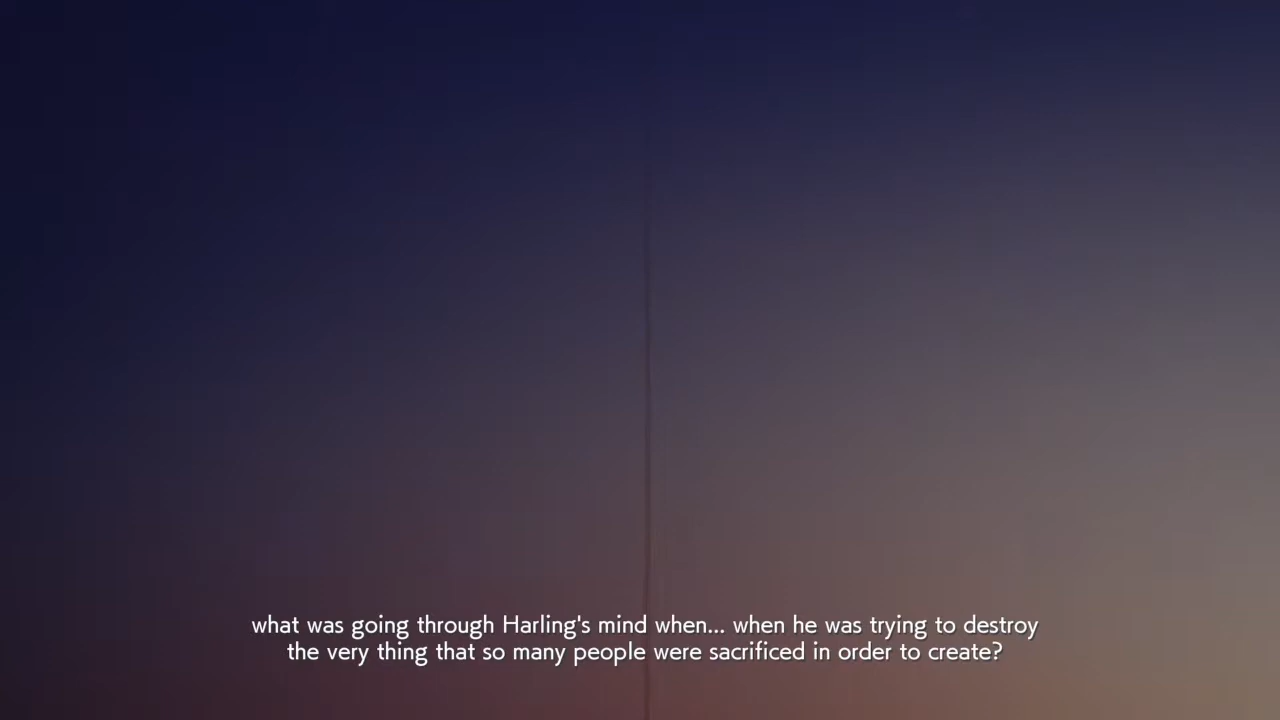 what was going through Harling's mind when... when he was trying to destroy
the very thing that so many people were sacrificed in order to create?